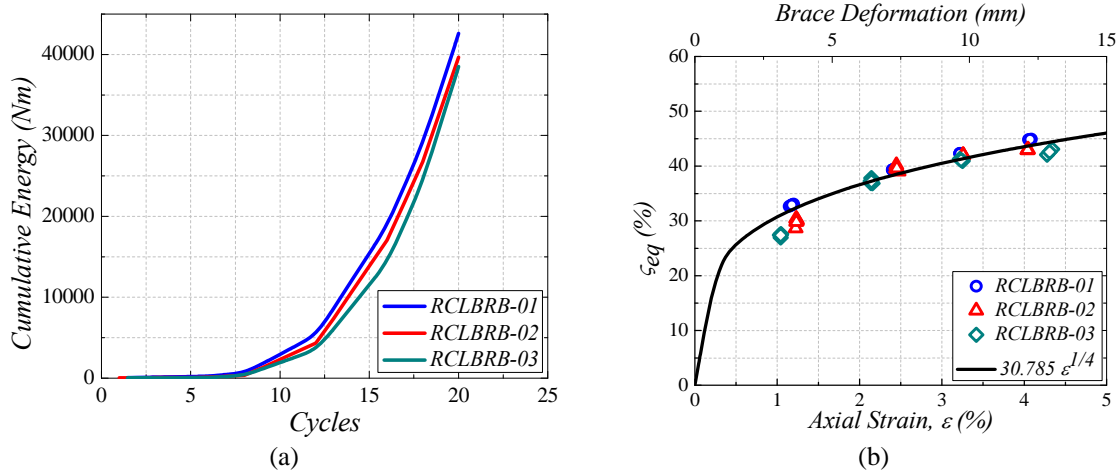 40000
30000
20000
10000
0
0 5 10 15 20 25
Cumulative Energy (Nm)
Cycles
RCLBRB-01
RCLBRB-02
RCLBRB-03
(a)
Brace Deformation (mm)
0 5 10 15
60
50
40
30
20
10
0
0 1 2 3 4 5
ςeq (%)
Axial Strain, ε (%)
RCLBRB-01
RCLBRB-02
RCLBRB-03
30.785 ε^1/4
(b)